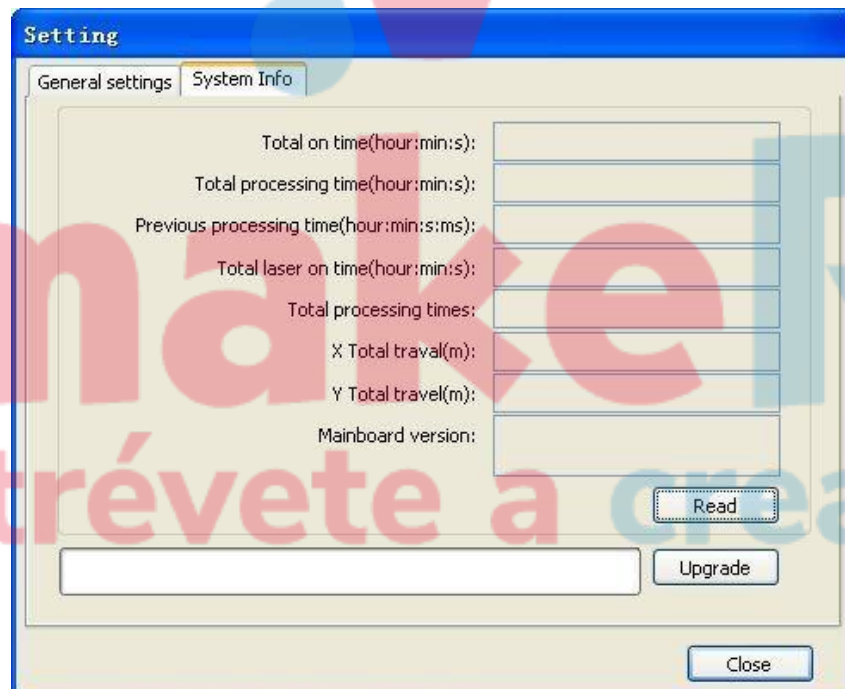 Setting
General settings System Info
Total on time(hour:min:s):
Total processing time(hour:min:s):
Previous processing time(hour:min:s:ms):
Total laser on time(hour:min:s):
Total processing times:
X Total traval(m):
Y Total travel(m):
Mainboard version:
Read
Upgrade
Close
make
trévete a crea